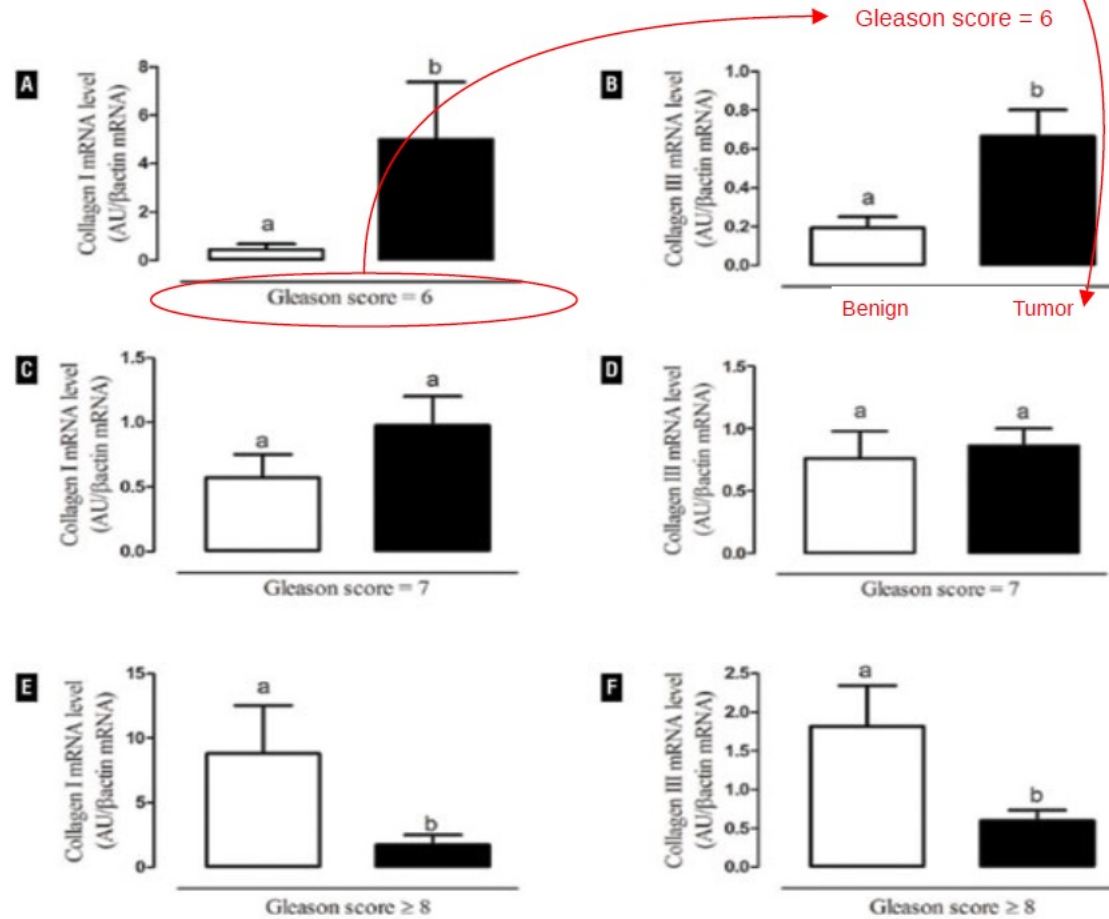 Gleason score = 6
A
Collagen I mRNA level
(AU/βactin mRNA)
8
6
4
2
0
a
b
Gleason score = 6
B
Collagen III mRNA level
(AU/βactin mRNA)
1.0
0.8
0.6
0.4
0.2
0.0
a
b
Benign
Tumor
C
Collagen I mRNA level
(AU/βactin mRNA)
1.5
1.0
0.5
0.0
a
a
Gleason score = 7
D
Collagen III mRNA level
(AU/βactin mRNA)
1.5
1.0
0.5
0.0
a
a
Gleason score = 7
E
Collagen I mRNA level
(AU/βactin mRNA)
15
10
5
0
a
b
Gleason score ≥ 8
F
Collagen III mRNA level
(AU/βactin mRNA)
2.5
2.0
1.5
1.0
0.5
0.0
a
b
Gleason score ≥ 8